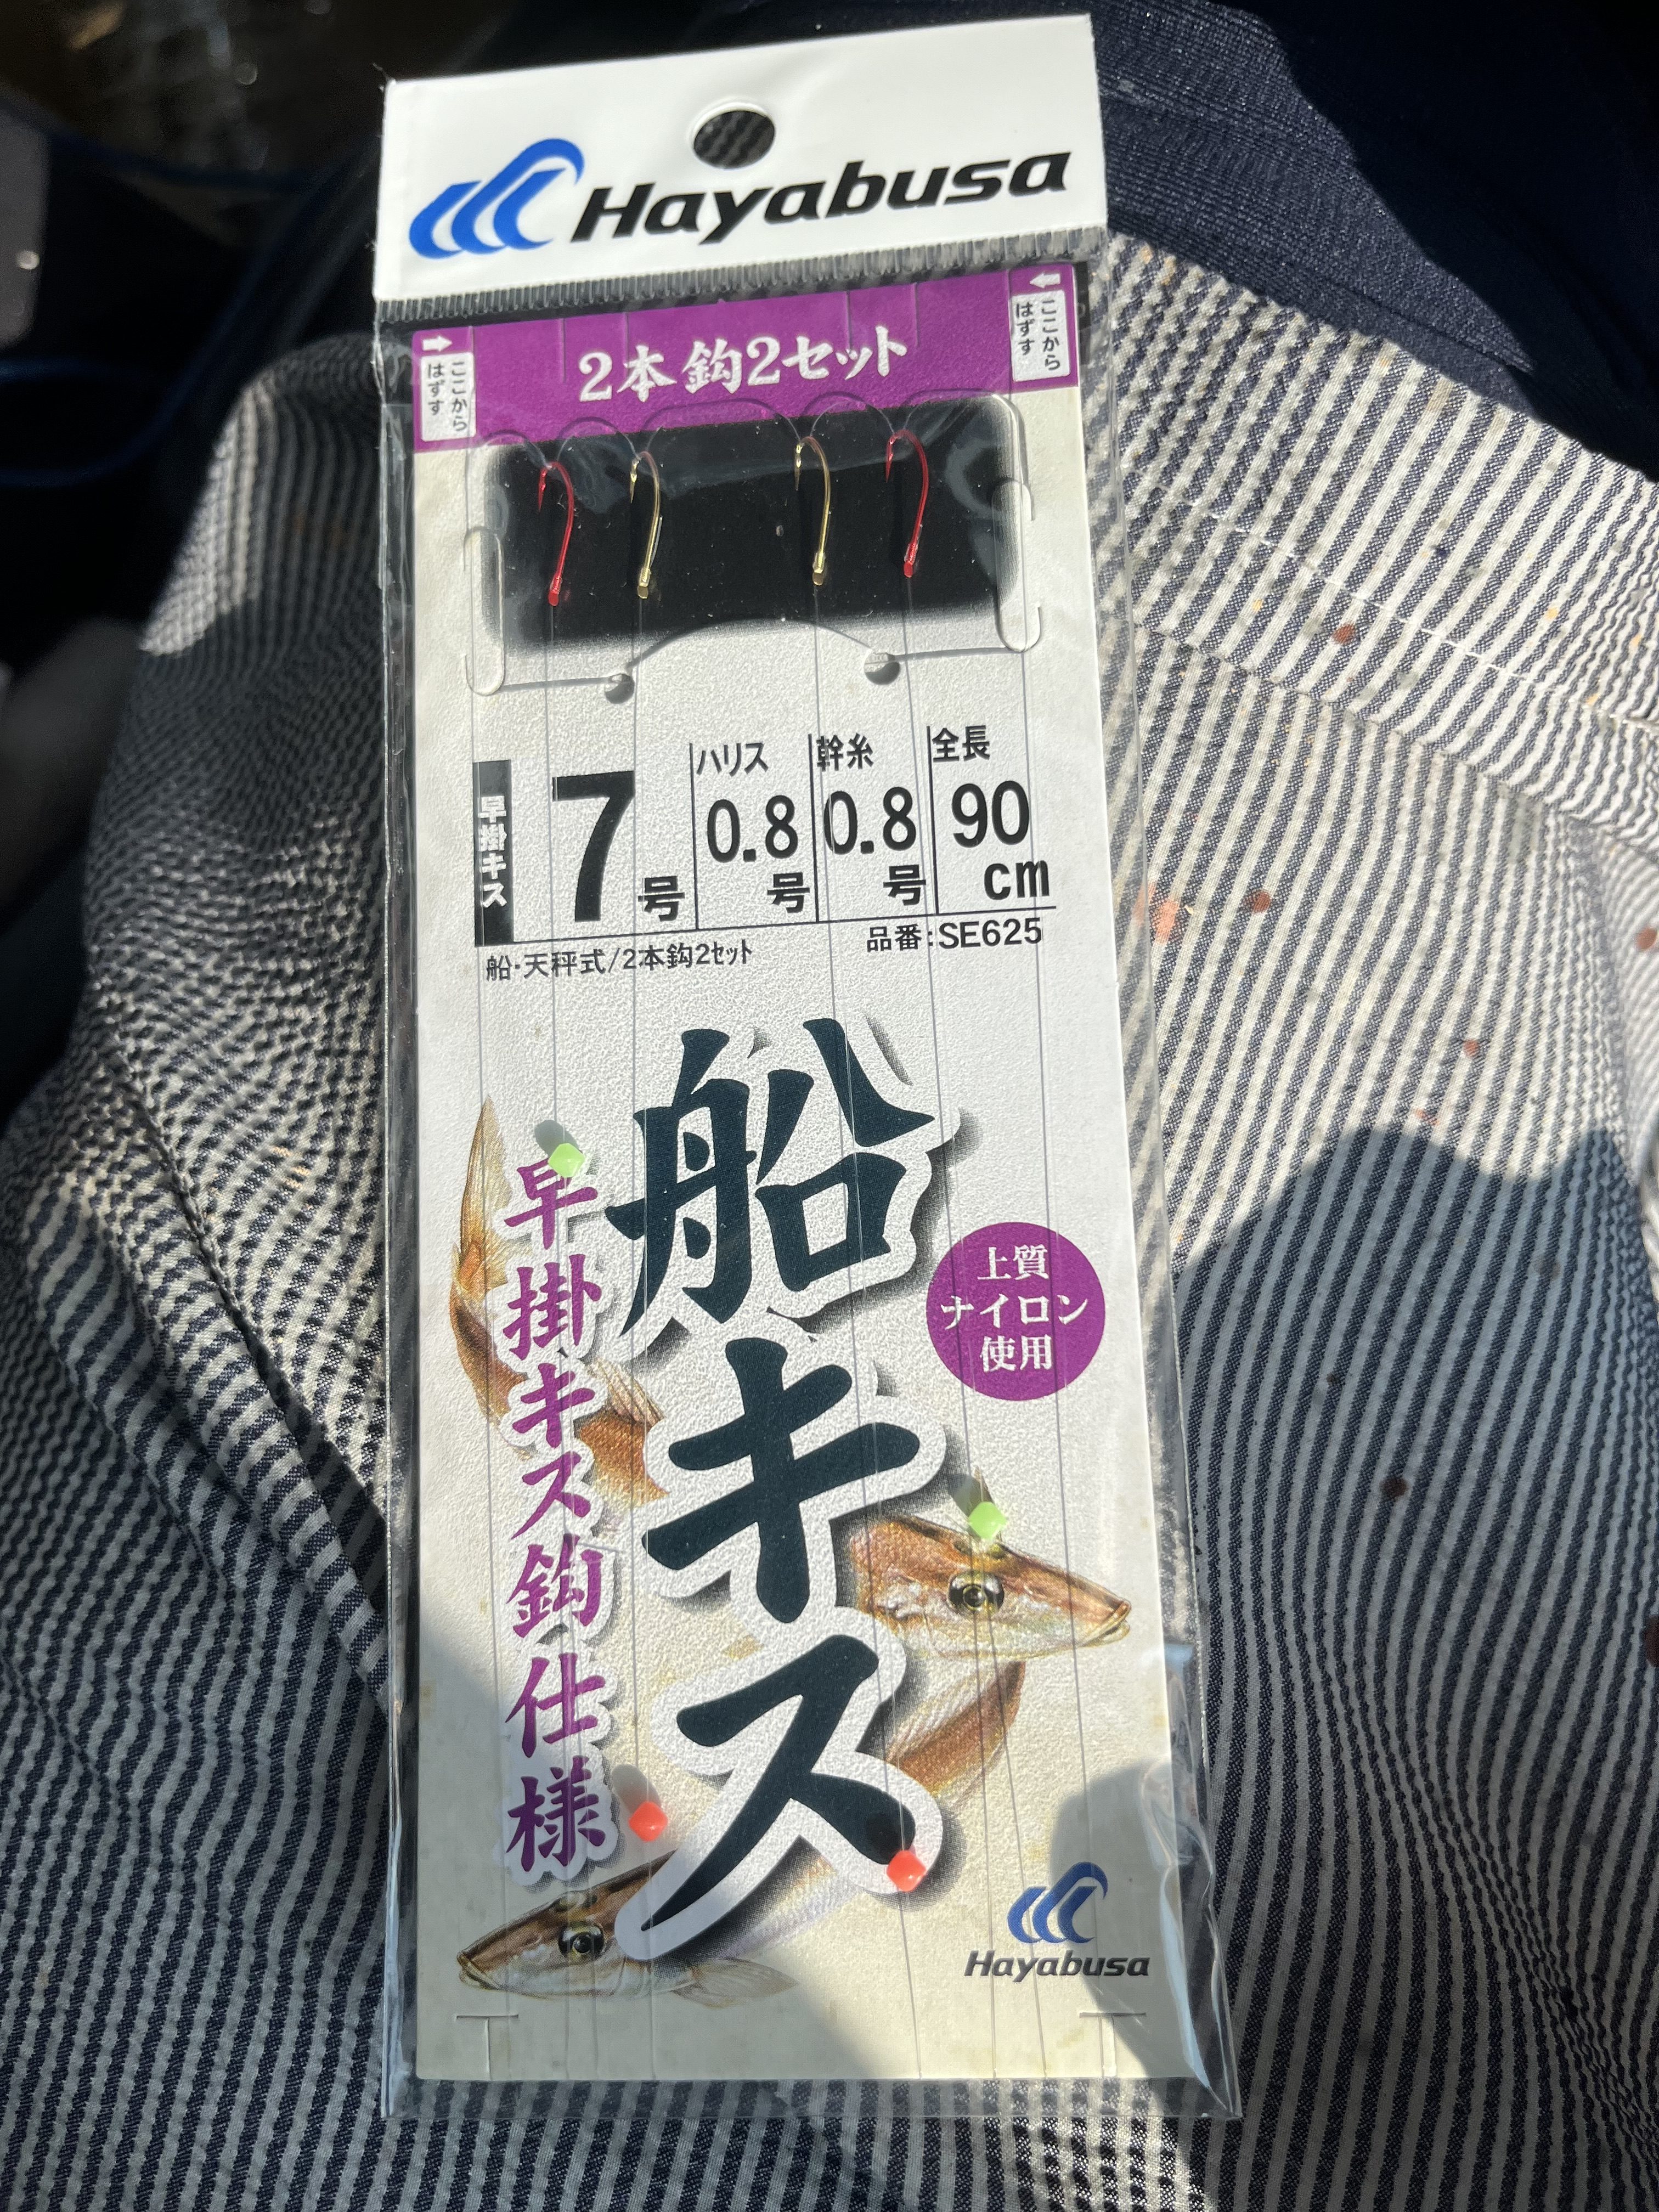 Hayabusa
2本鈎2セット
ここから
はずす
ここから
はずす
早掛キス
7号
ハリス
0.8号
幹糸
0.8号
全長
90cm
船・天秤式/2本鈎2セット
品番:SE625
船キス
早掛キス鈎仕様
上質
ナイロン
使用
Hayabusa